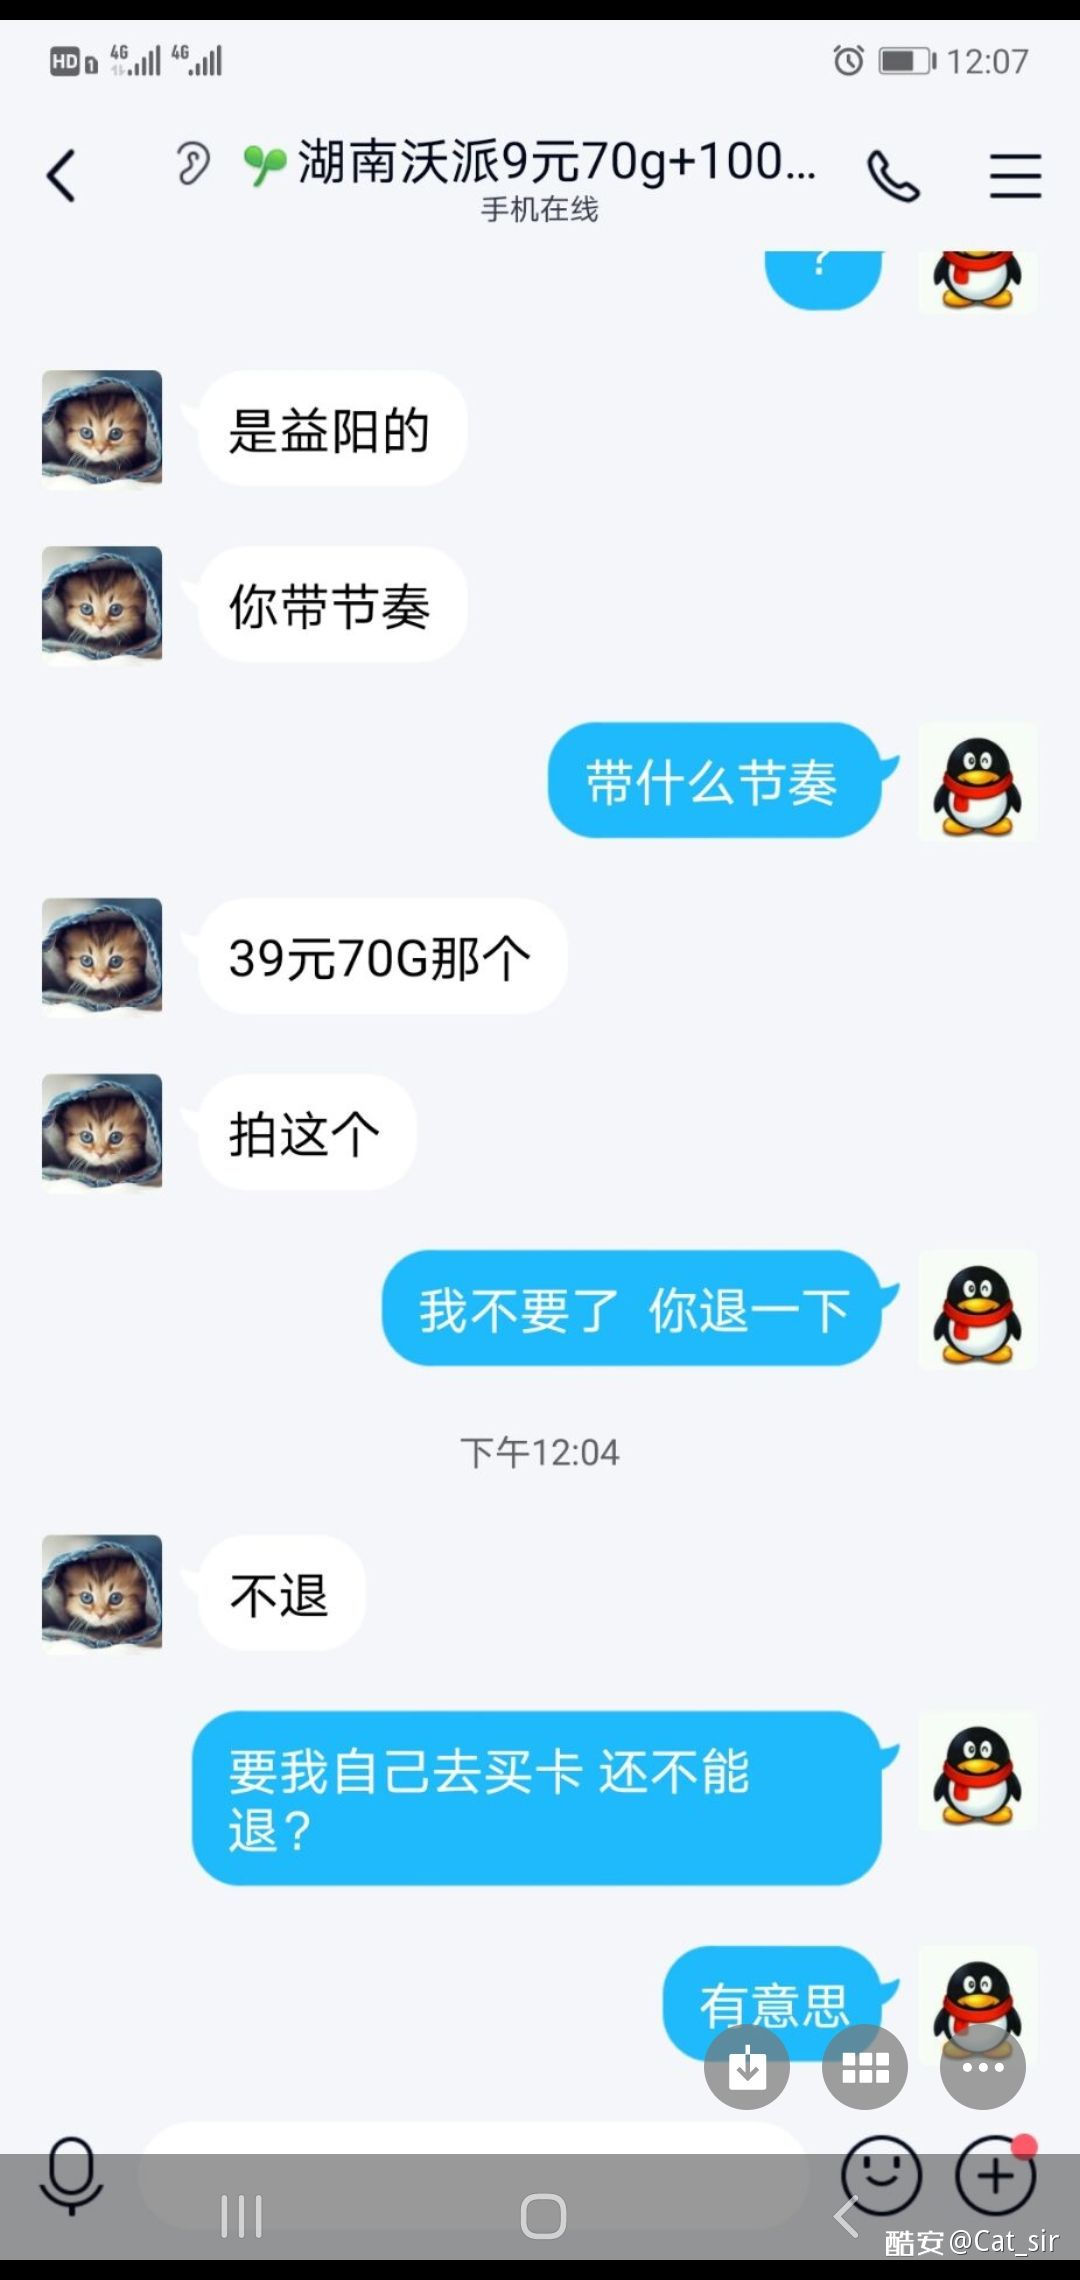 HD 1 4G 4G 12:07
湖南沃派9元70g+100...
手机在线
?
是益阳的
你带节奏
带什么节奏
39元70G那个
拍这个
我不要了 你退一下
下午12:04
不退
要我自己去买卡 还不能
退？
有意思
酷安@Cat_sir